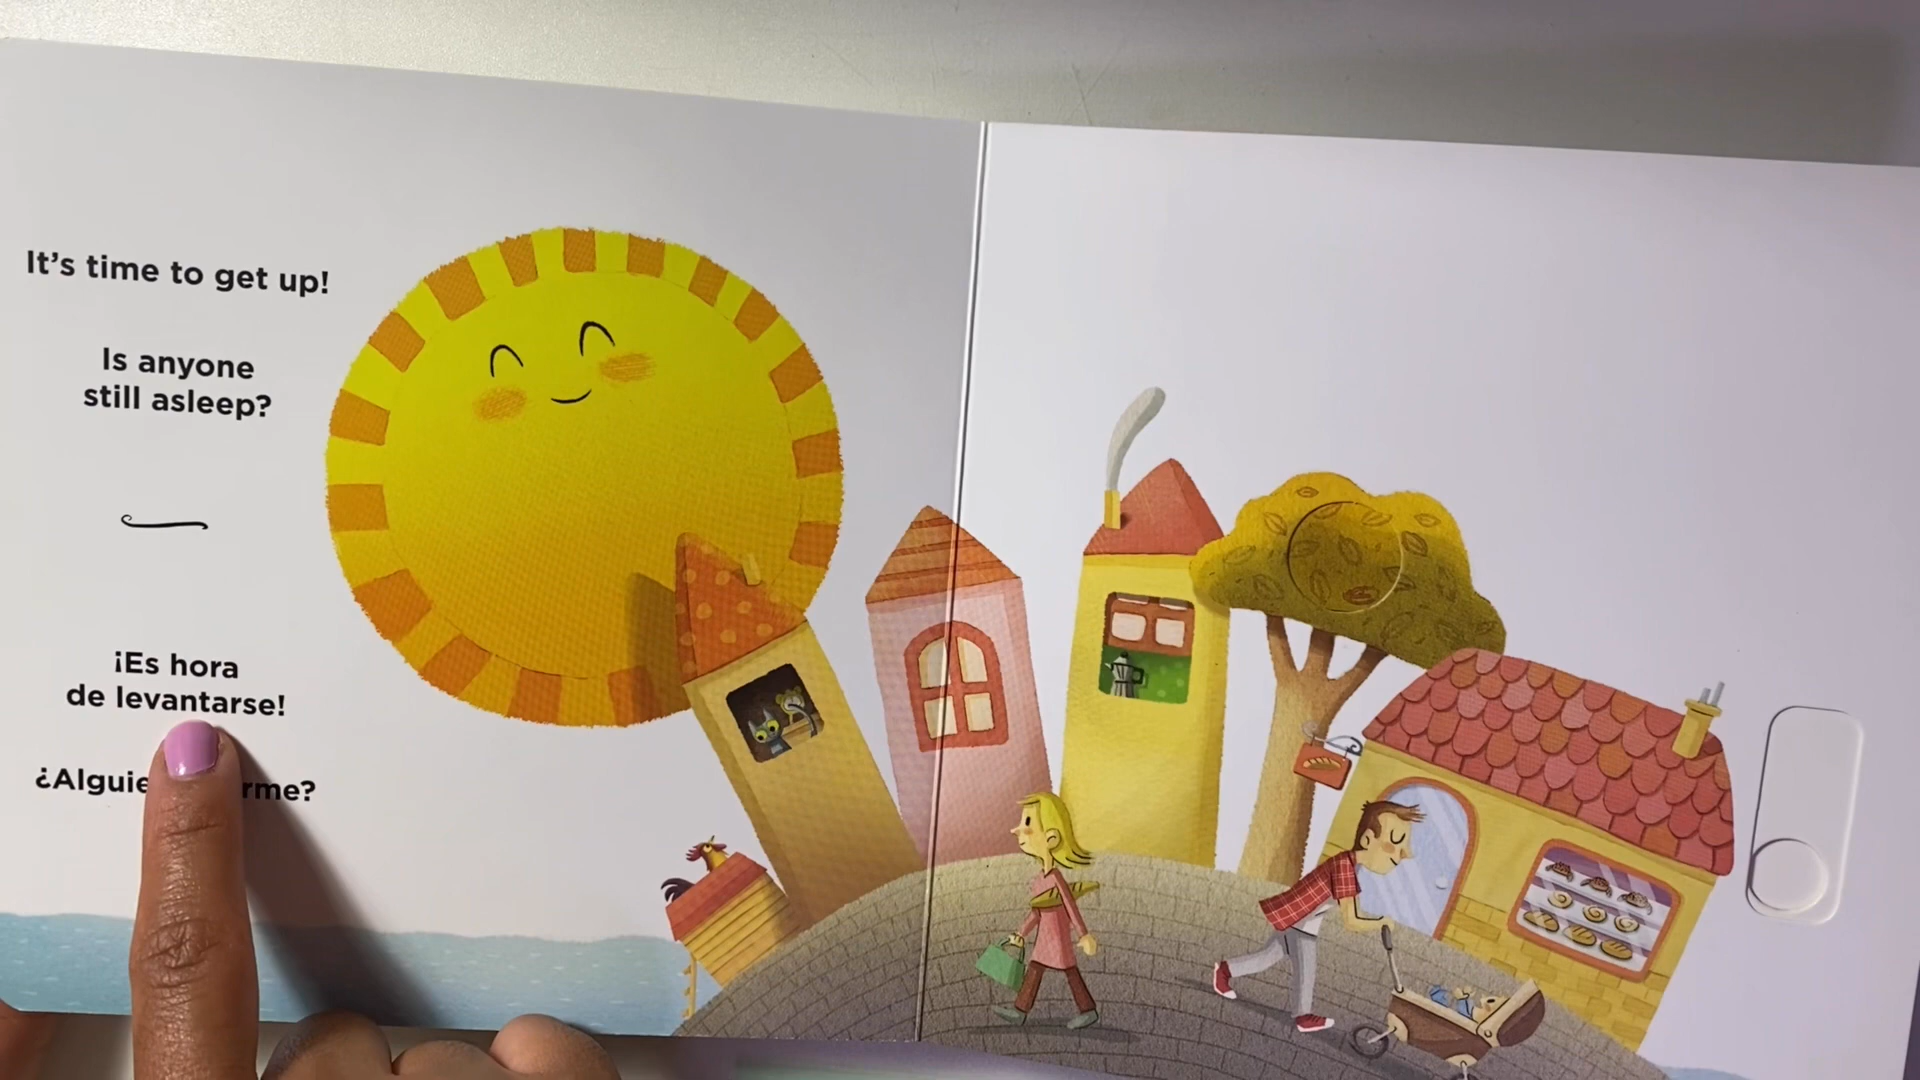 It's time to get up!
Is anyone
still asleep?
¡Es hora
de levantarse!